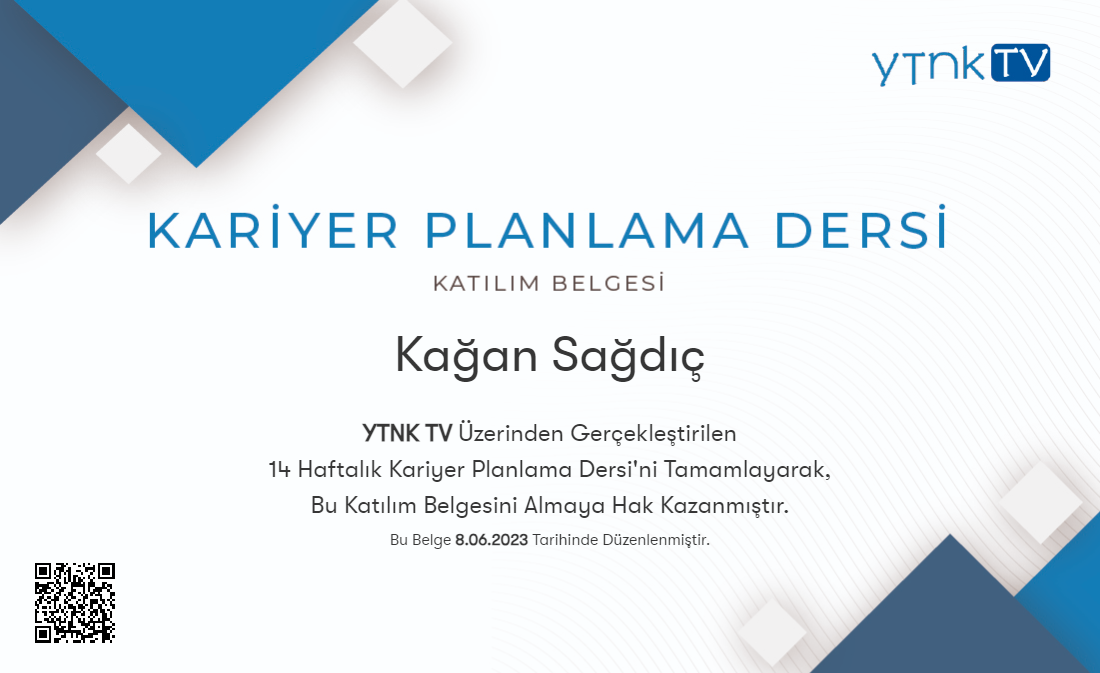 ytnk TV
KARİYER PLANLAMA DERSİ
KATILIM BELGESİ
Kağan Sağdıç
YTNK TV Üzerinden Gerçekleştirilen
14 Haftalık Kariyer Planlama Dersi'ni Tamamlayarak,
Bu Katılım Belgesini Almaya Hak Kazanmıştır.
Bu Belge 8.06.2023 Tarihinde Düzenlenmiştir.